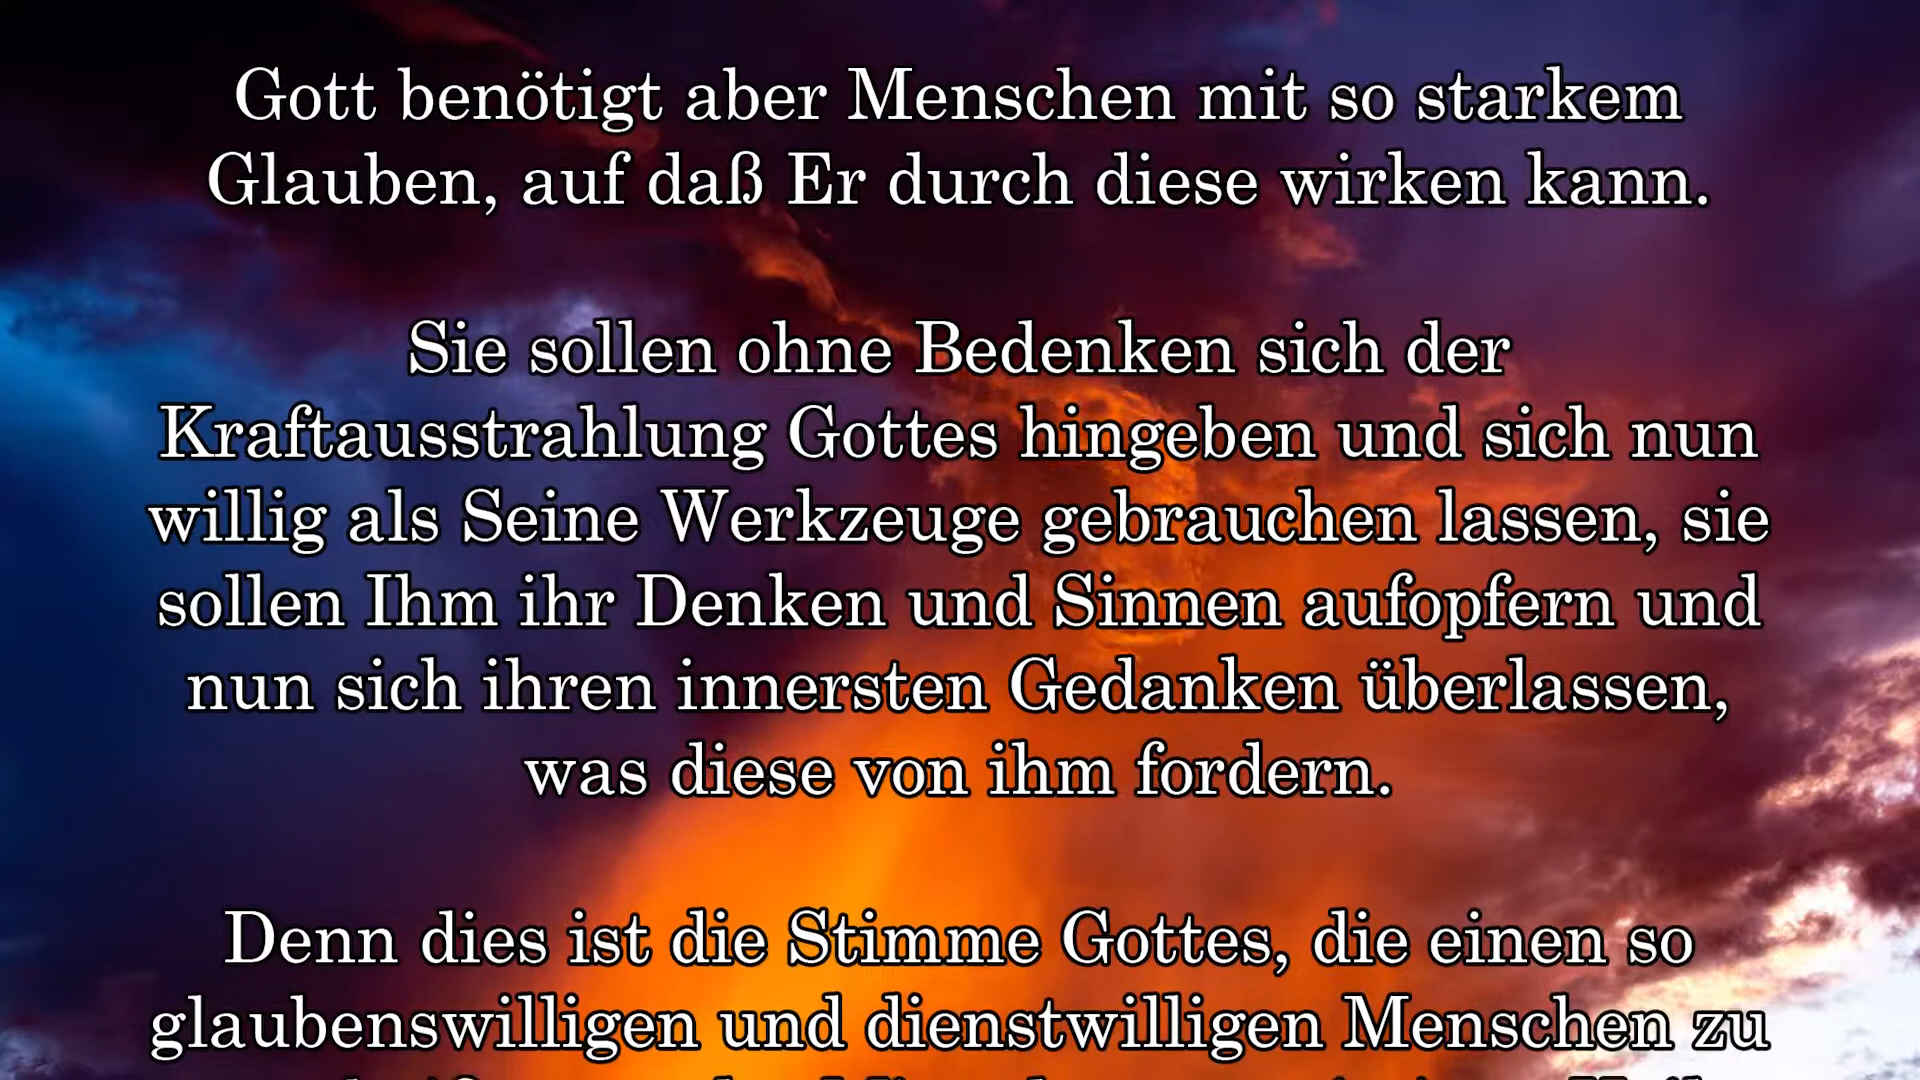 Gott benötigt aber Menschen mit so starkem
Glauben, auf daß Er durch diese wirken kann.
Sie sollen ohne Bedenken sich der
Kraftausstrahlung Gottes hingeben und sich nun
willig als Seine Werkzeuge gebrauchen lassen, sie
sollen Ihm ihr Denken und Sinnen aufopfern und
nun sich ihren innersten Gedanken überlassen,
was diese von ihm fordern.
Denn dies ist die Stimme Gottes, die einen so
glaubenswilligen und dienstwilligen Menschen zu